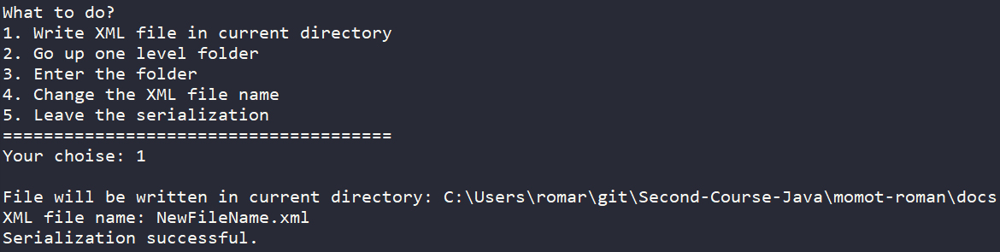 What to do?
1. Write XML file in current directory
2. Go up one level folder
3. Enter the folder
4. Change the XML file name
5. Leave the serialization
======================================
Your choise: 1
File will be written in current directory: C:\Users\romar\git\Second-Course-Java\momot-roman\docs
XML file name: NewFileName.xml
Serialization successful.